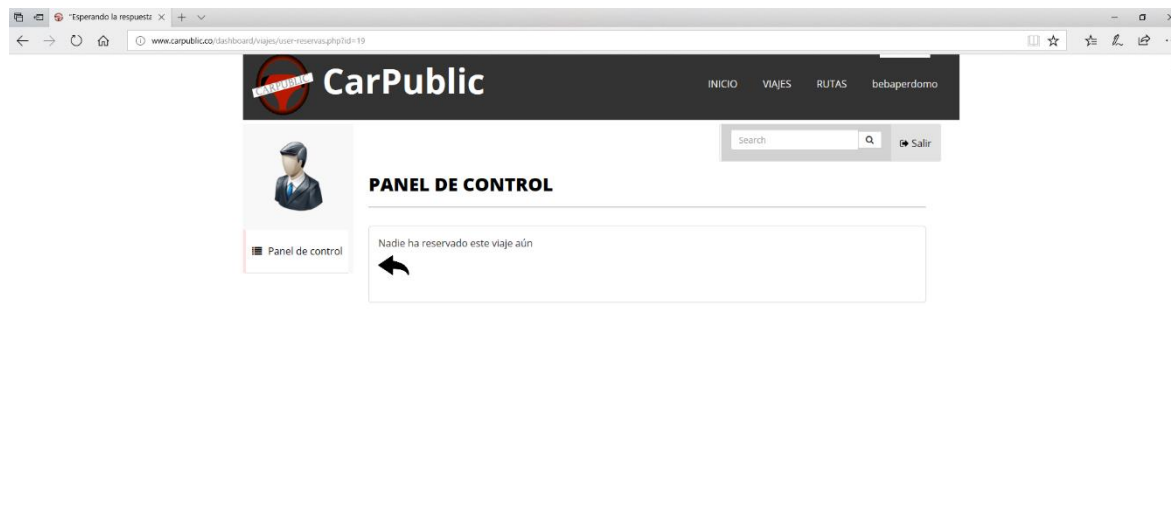 "Esperando la respuesta
www.carpublic.co/dashboard/viajes/user-reservas.php?id=19
CARPUBLIC
CarPublic
INICIO VIAJES RUTAS bebaperdomo
Search
Salir
PANEL DE CONTROL
Panel de control
Nadie ha reservado este viaje aún